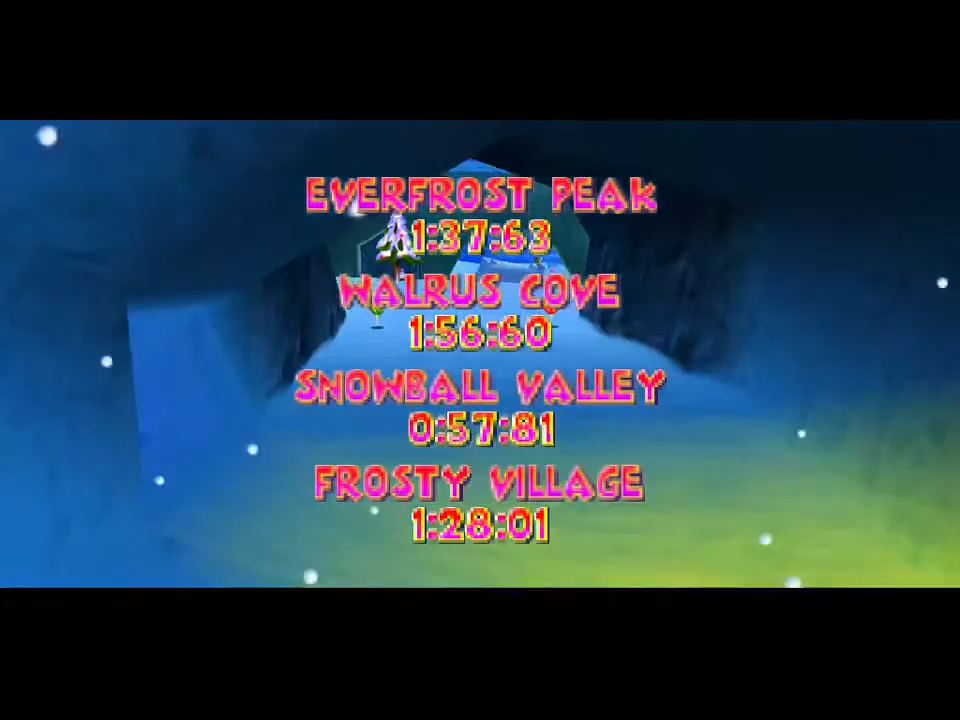 EVERFROST PEAK
1:37:63
WALRUS COVE
1:56:60
SNOWBALL VALLEY
0:57:81
FROSTY VILLAGE
1:28:01